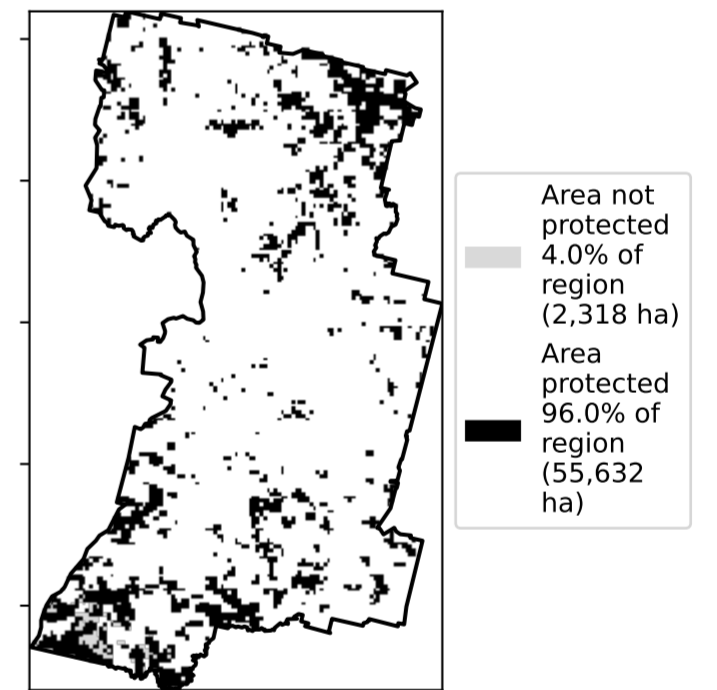 Area not
protected
4.0% of
region
(2,318 ha)
Area
protected
96.0% of
region
(55,632
ha)